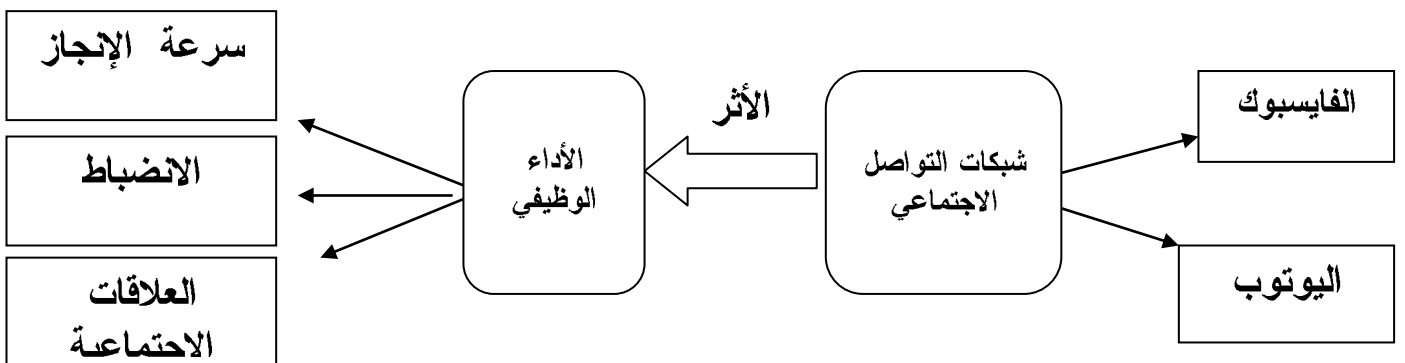 الفايسبوك
اليوتوب
شبكات التواصل
الاجتماعي
الأثر
الأداء
الوظيفي
سرعة الإنجاز
الانضباط
العلاقات
الاجتماعية